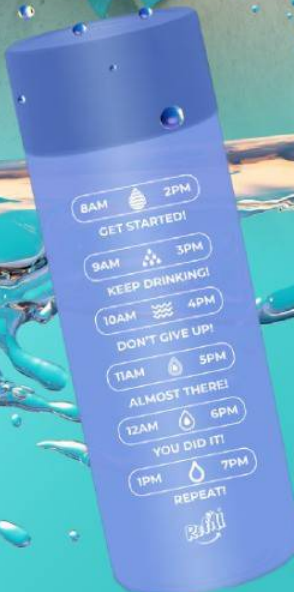 8AM 2PM
GET STARTED!
9AM 3PM
KEEP DRINKING!
10AM 4PM
DON'T GIVE UP!
11AM 5PM
ALMOST THERE!
12AM 6PM
YOU DID IT!
1PM 7PM
REPEAT!
Refill